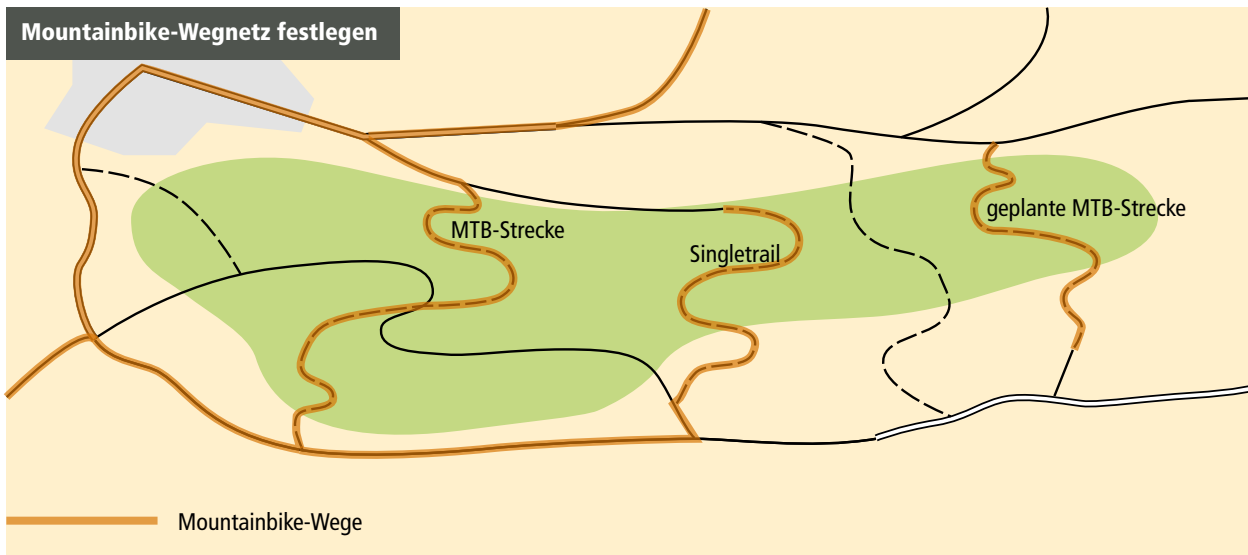 Mountainbike-Wegnetz festlegen
geplante MTB-Strecke
MTB-Strecke
Singletrail
Mountainbike-Wege